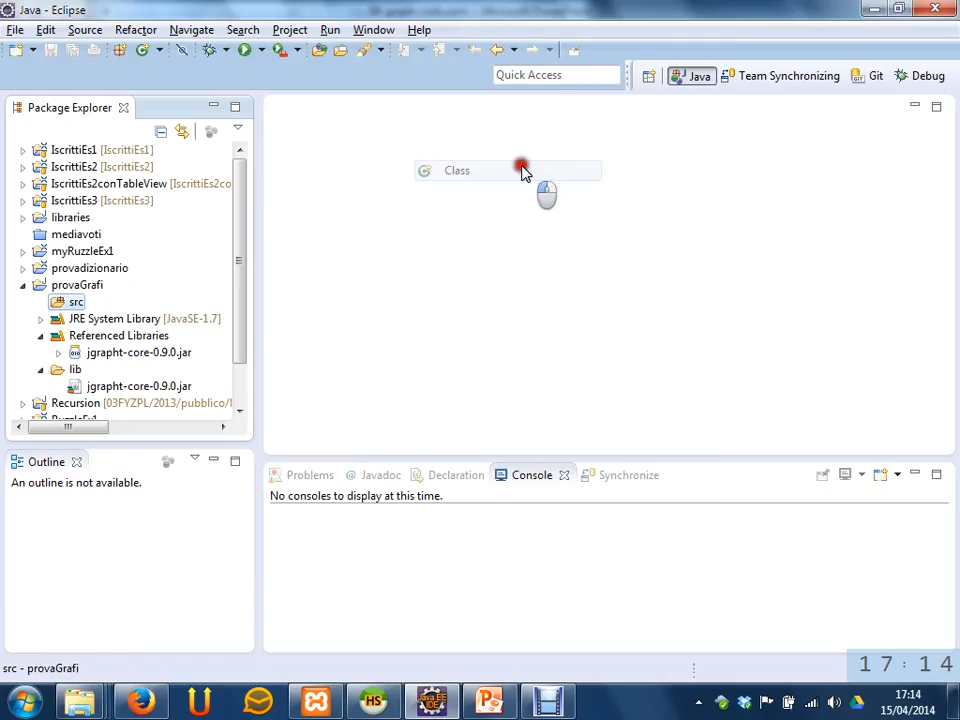 Java - Eclipse
File Edit Source Refactor Navigate Search Project Run Window Help
Quick Access
Java Team Synchronizing Git Debug
Package Explorer
IscrittiEs1 [IscrittiEs1]
IscrittiEs2 [IscrittiEs2]
IscrittiEs2conTableView [IscrittiEs2co
IscrittiEs3 [IscrittiEs3]
libraries
mediavoti
myRuzzleEx1
provadizionario
provaGrafi
src
JRE System Library [JavaSE-1.7]
Referenced Libraries
jgrapht-core-0.9.0.jar
lib
jgrapht-core-0.9.0.jar
Recursion [03FYZPL/2013/pubblico/
Class
Outline
An outline is not available.
Problems Javadoc Declaration Console Synchronize
No consoles to display at this time.
src - provaGrafi
17:14
HS
Java EE
IDE
17:14
15/04/2014